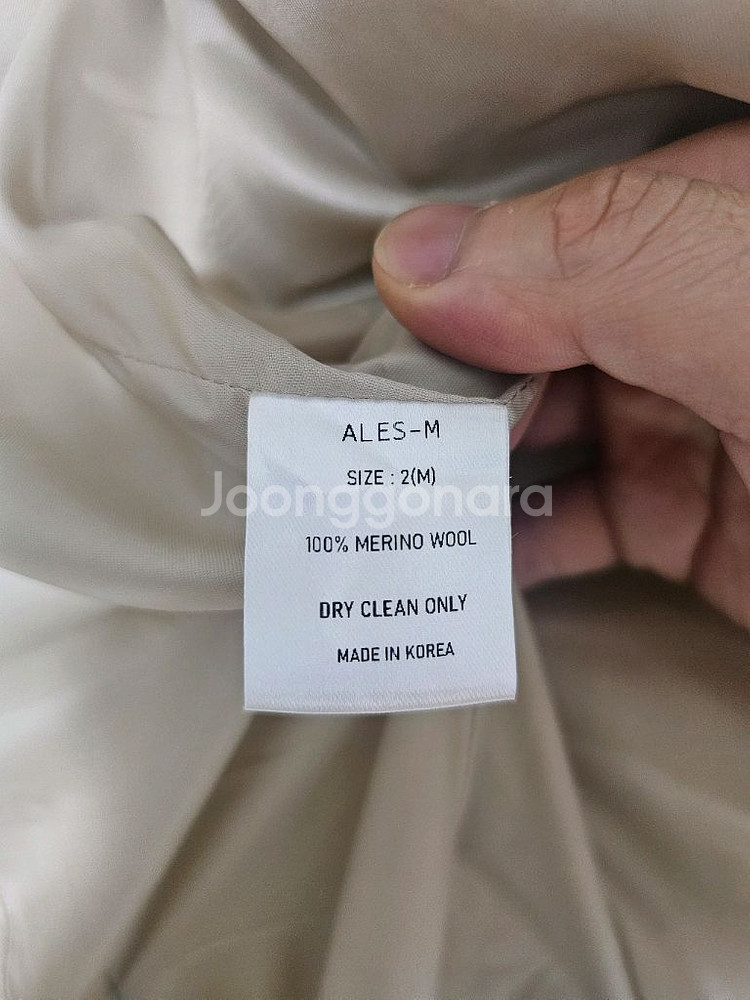 ALES-M
SIZE : 2(M)
Joonggonara
100% MERINO WOOL
DRY CLEAN ONLY
MADE IN KOREA